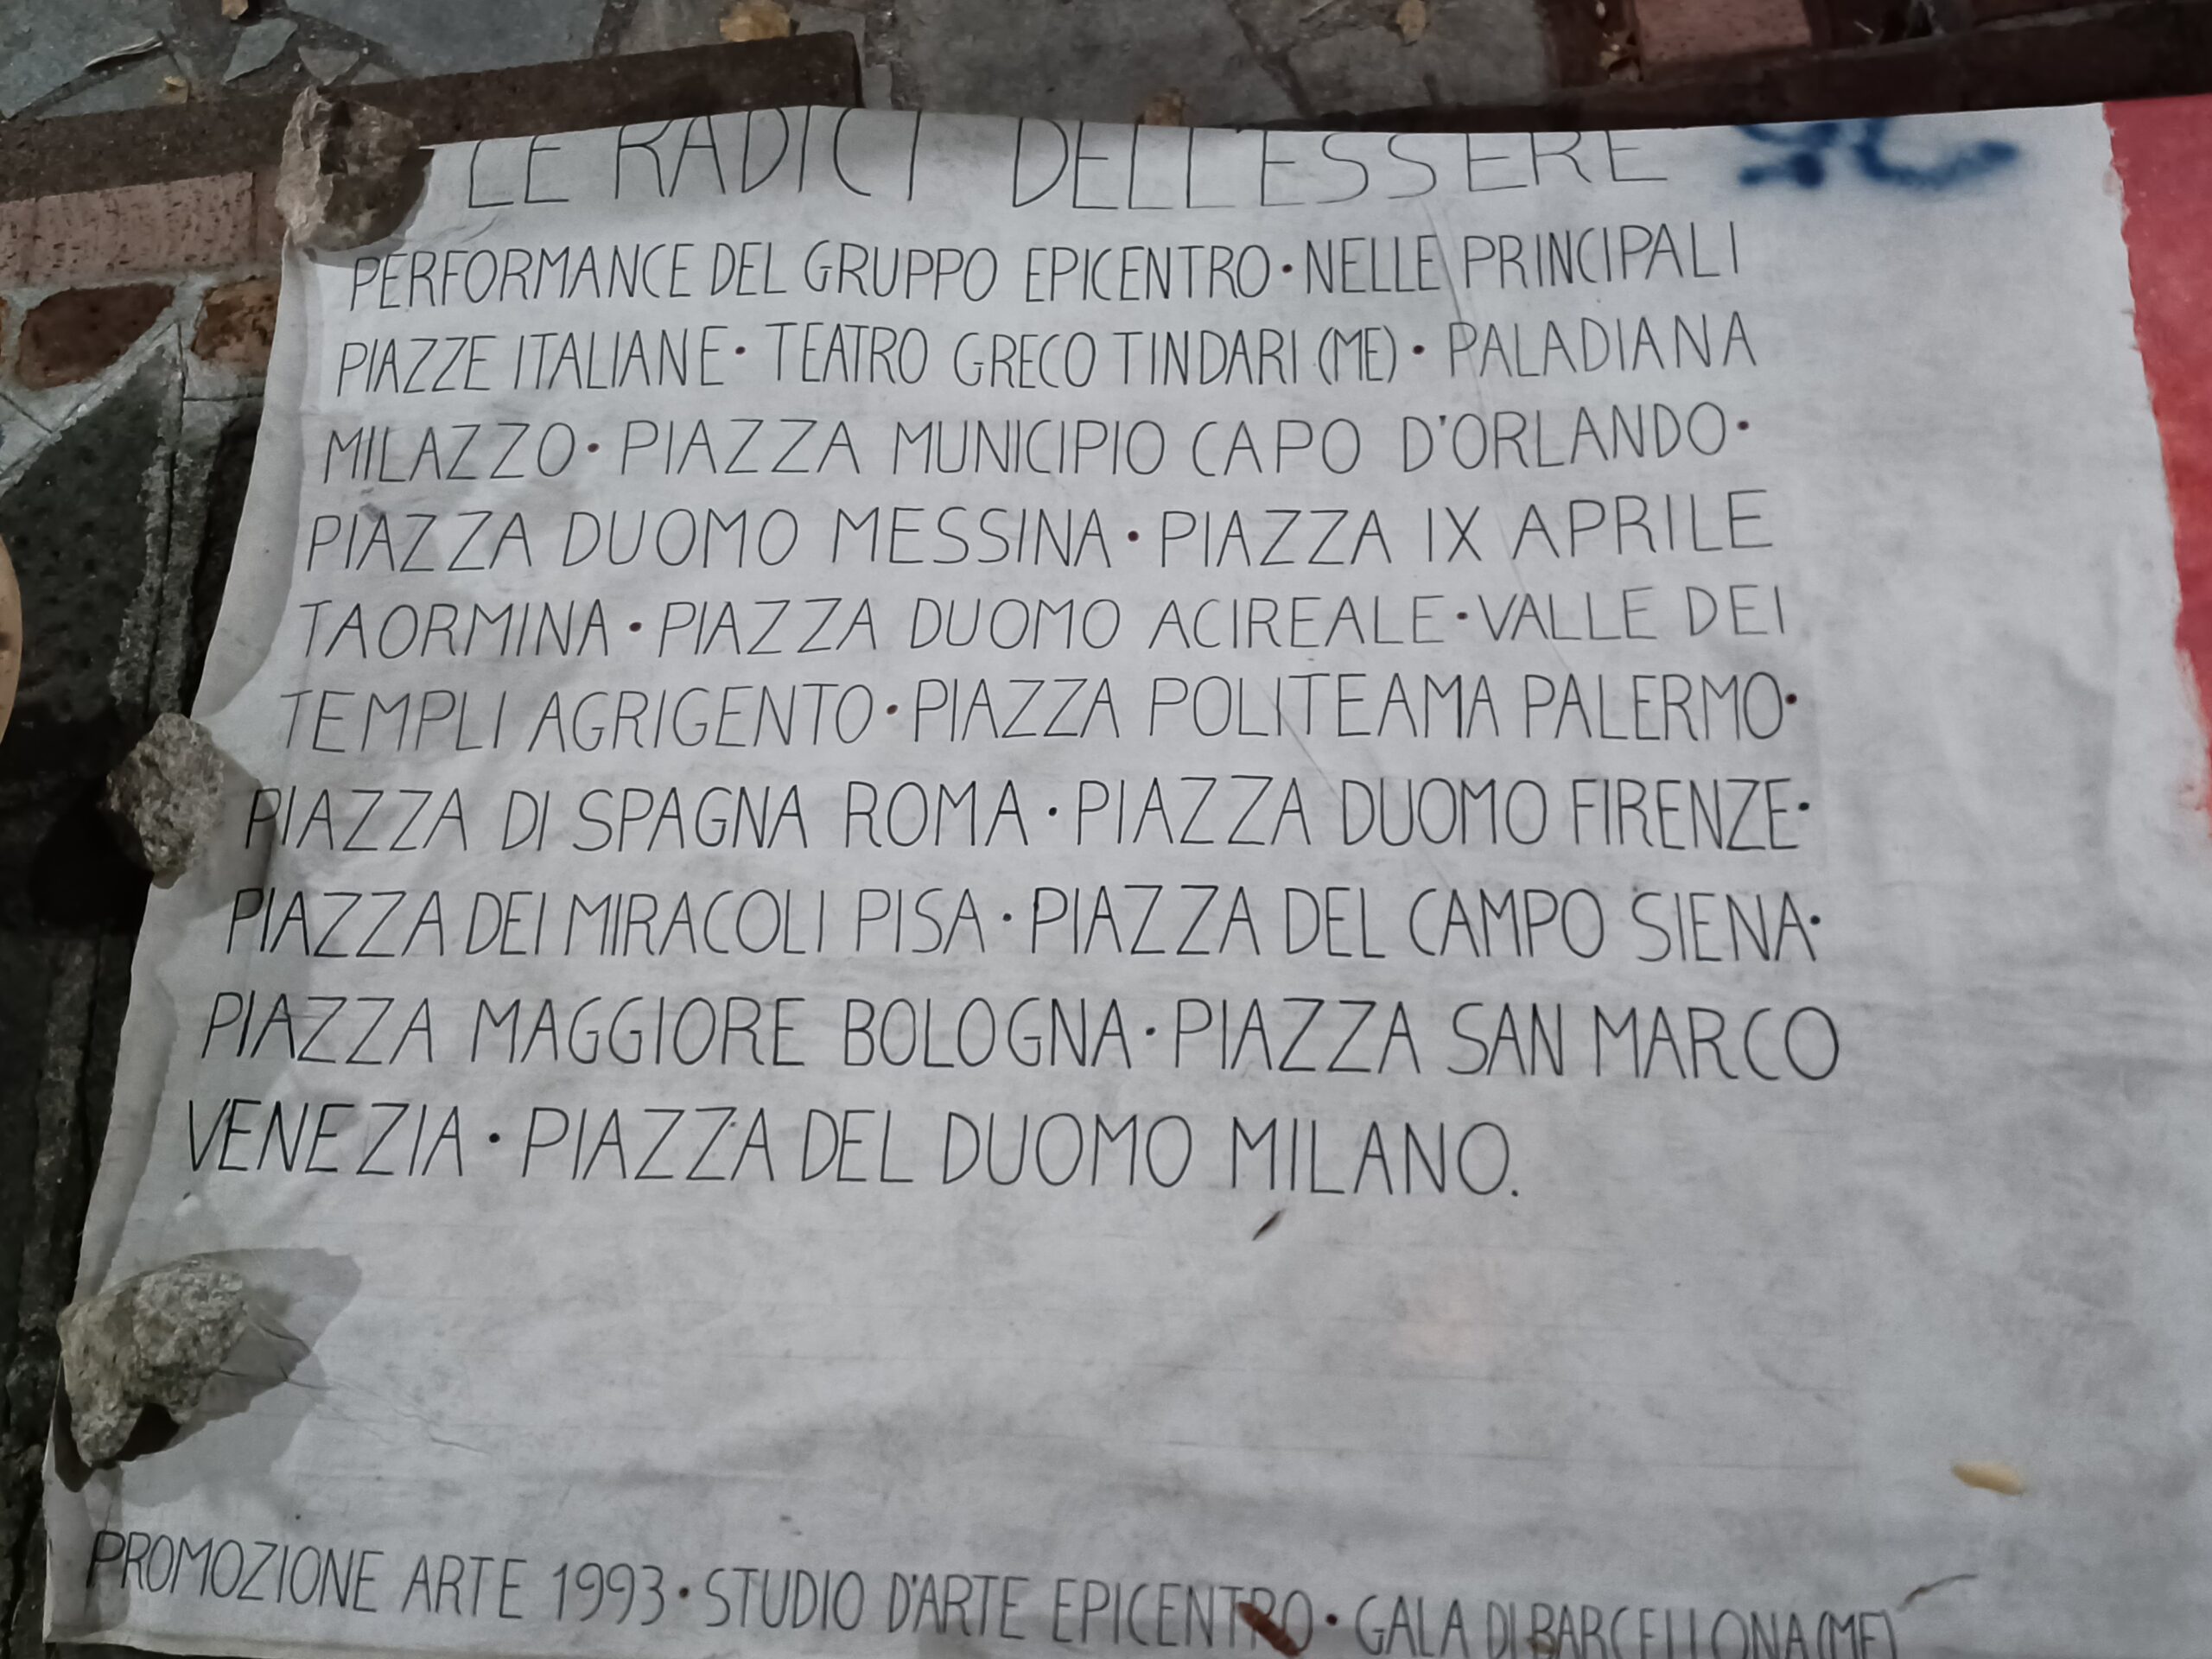 LE RADICI DELL'ESSERE
PERFORMANCE DEL GRUPPO EPICENTRO • NELLE PRINCIPALI
PIAZZE ITALIANE • TEATRO GRECO TINDARI (ME) • PALADIANA
MILAZZO • PIAZZA MUNICIPIO CAPO D'ORLANDO •
PIAZZA DUOMO MESSINA • PIAZZA IX APRILE
TAORMINA • PIAZZA DUOMO ACIREALE • VALLE DEI
TEMPLI AGRIGENTO • PIAZZA POLITEAMA PALERMO •
PIAZZA DI SPAGNA ROMA • PIAZZA DUOMO FIRENZE •
PIAZZA DEI MIRACOLI PISA • PIAZZA DEL CAMPO SIENA •
PIAZZA MAGGIORE BOLOGNA • PIAZZA SAN MARCO
VENEZIA • PIAZZA DEL DUOMO MILANO.
PROMOZIONE ARTE 1993 • STUDIO D'ARTE EPICENTRO • GALA DI BARCELLONA (ME)